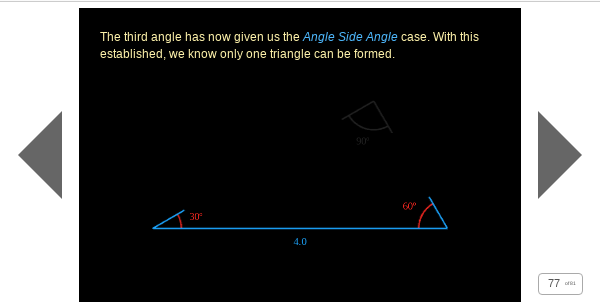 The third angle has now given us the Angle Side Angle case. With this
established, we know only one triangle can be formed.
90°
60°
30°
4.0
77 of 81